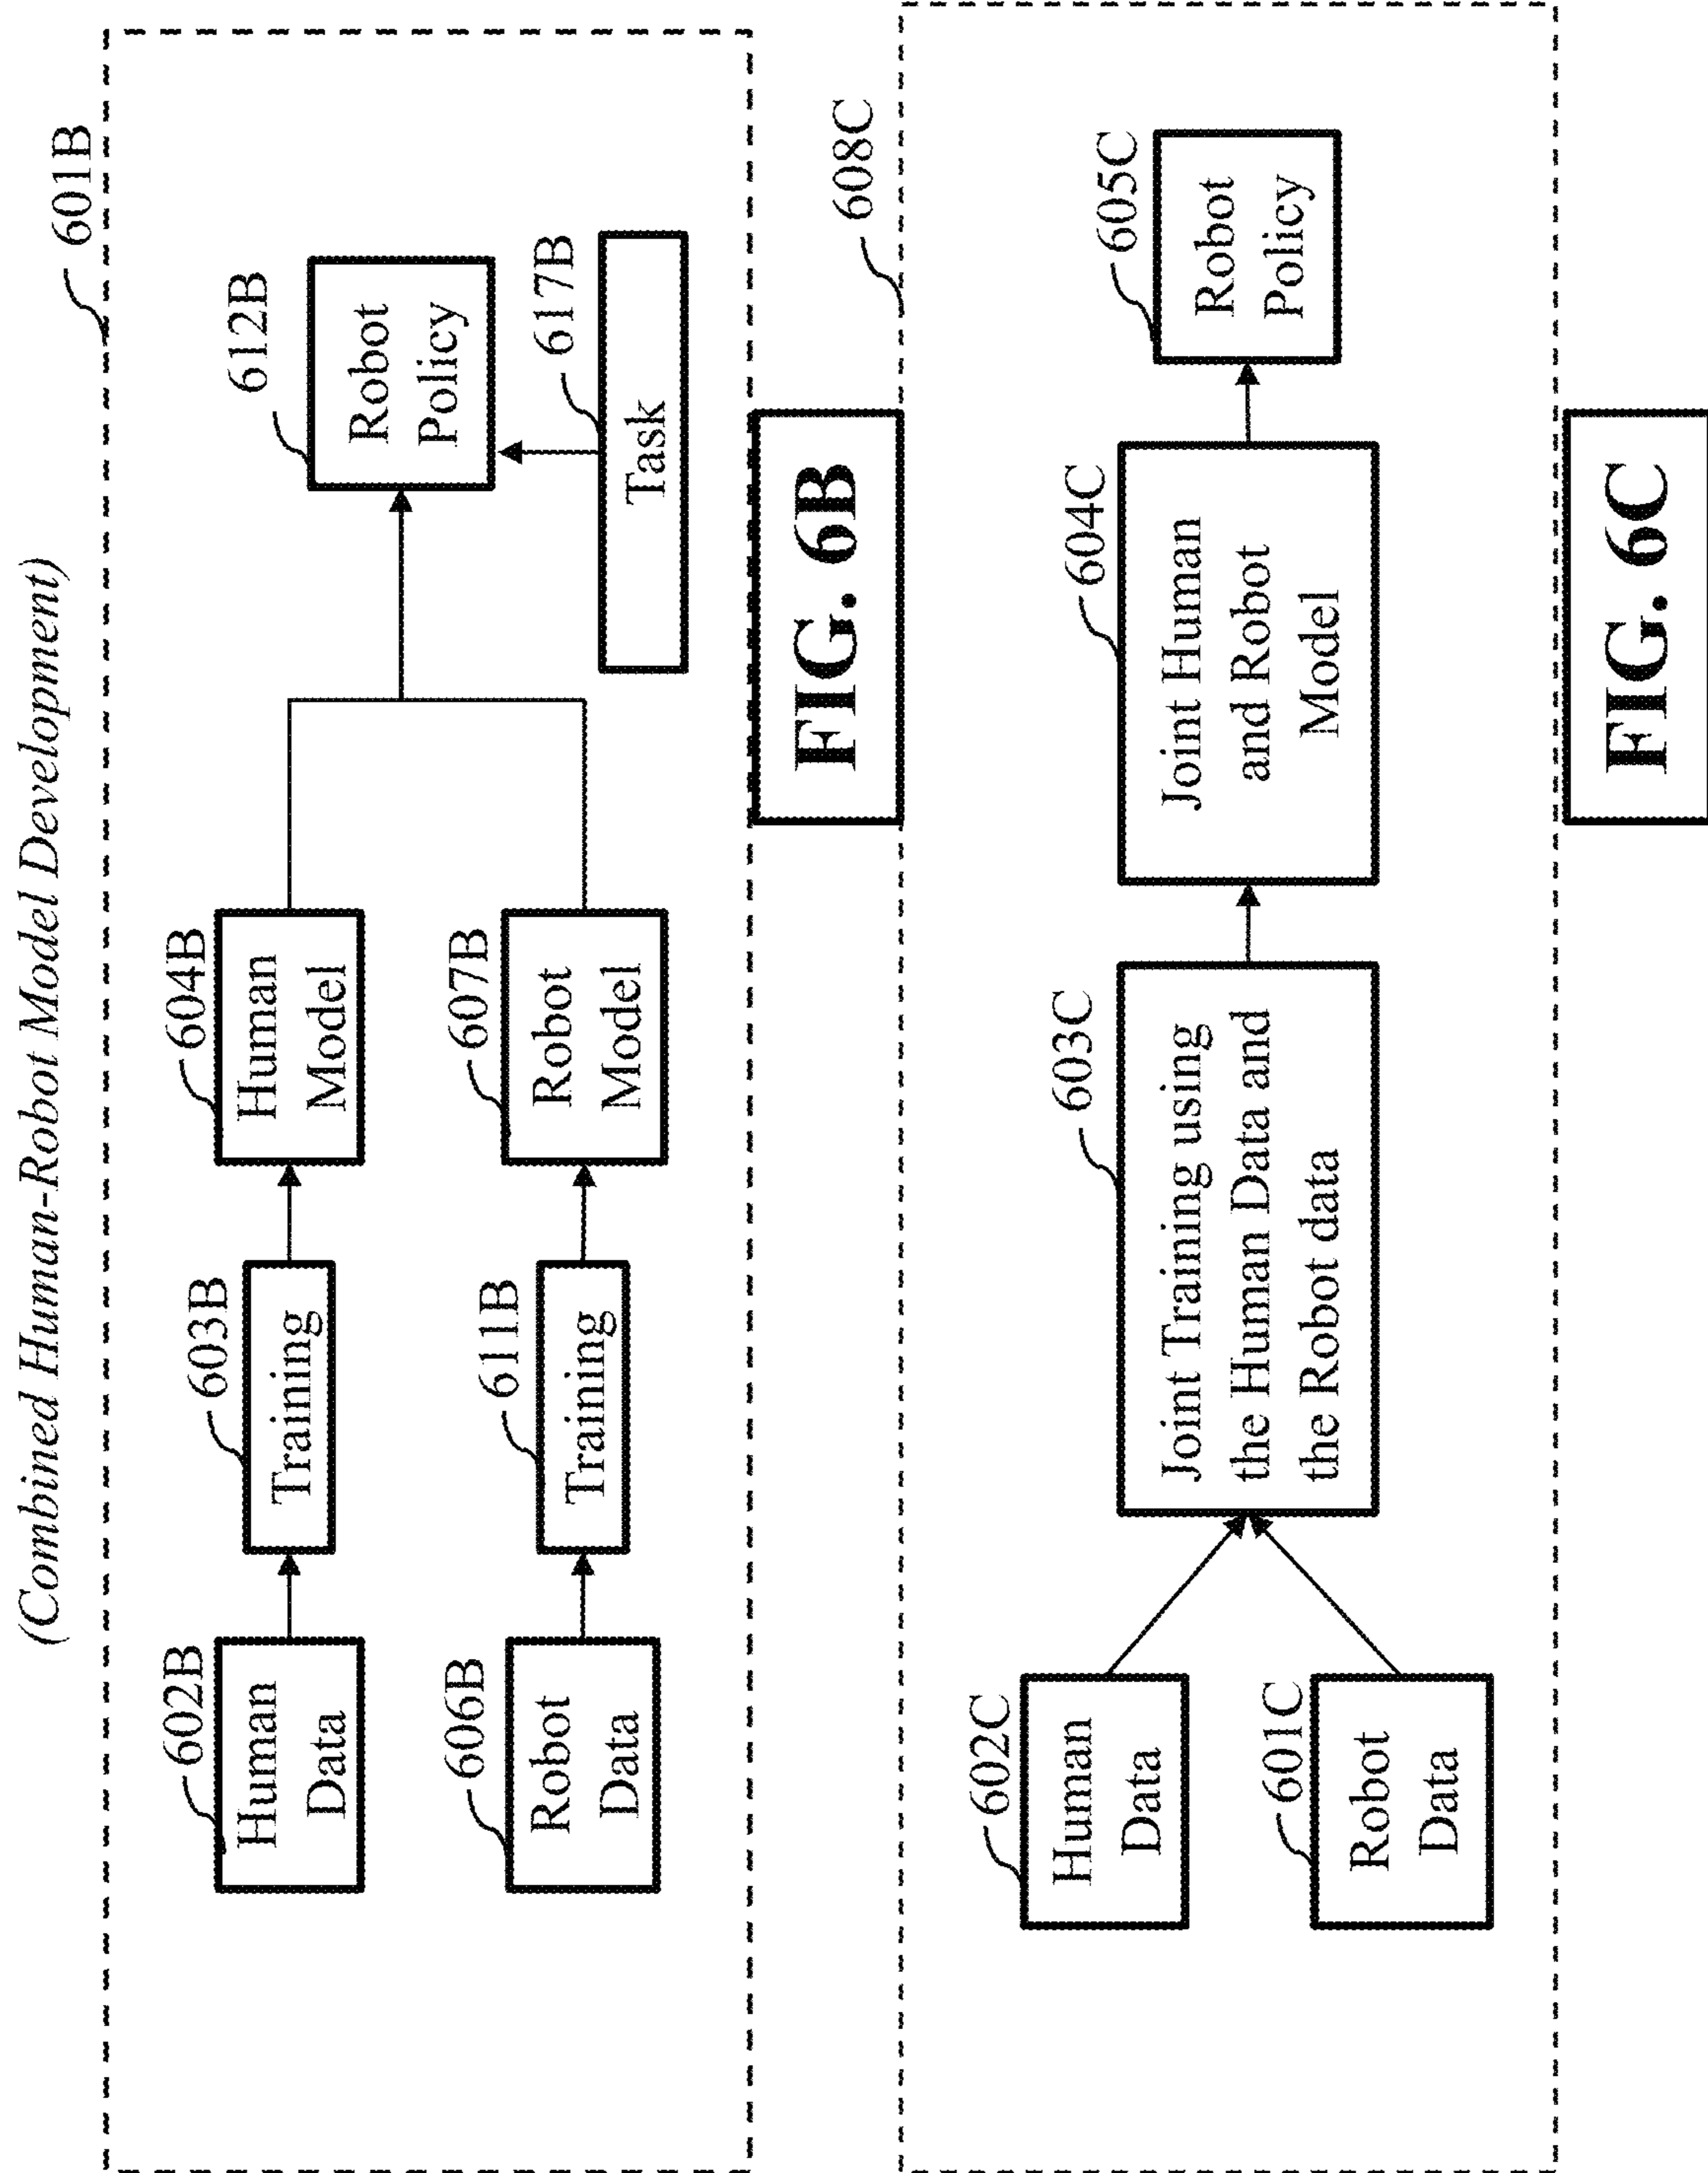 (Combined Human-Robot Model Development)
601B
602B
Human
Data
603B
Training
604B
Human
Model
612B
Robot
Policy
606B
Robot
Data
611B
Training
607B
Robot
Model
617B
Task
FIG. 6B
608C
602C
Human
Data
601C
Robot
Data
603C
Joint Training using
the Human Data and
the Robot data
604C
Joint Human
and Robot
Model
605C
Robot
Policy
FIG. 6C